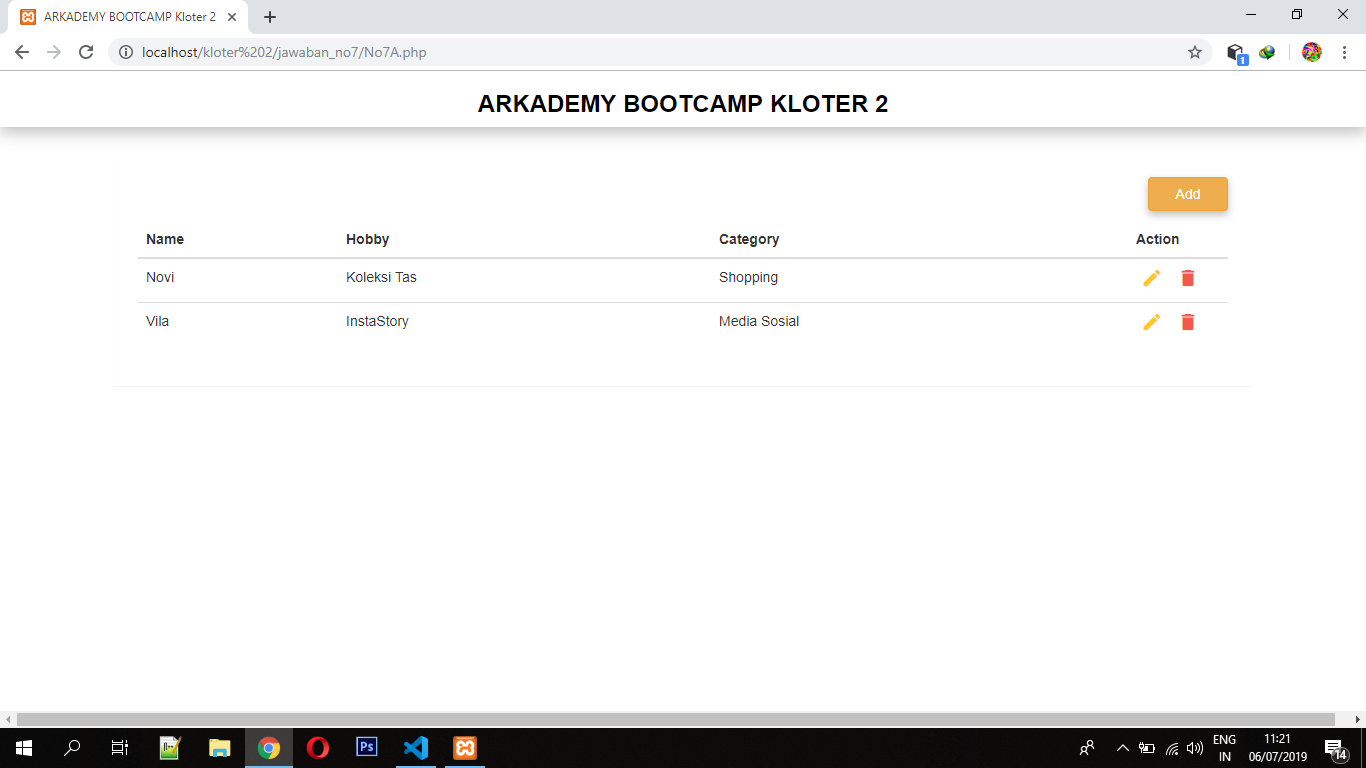 ARKADEMY BOOTCAMP Kloter 2
localhost/kloter%202/jawaban_no7/No7A.php
1
ARKADEMY BOOTCAMP KLOTER 2
Add
Name Hobby Category Action
Novi Koleksi Tas Shopping
Vila InstaStory Media Sosial
Ps
ENG
IN
11:21
06/07/2019
14